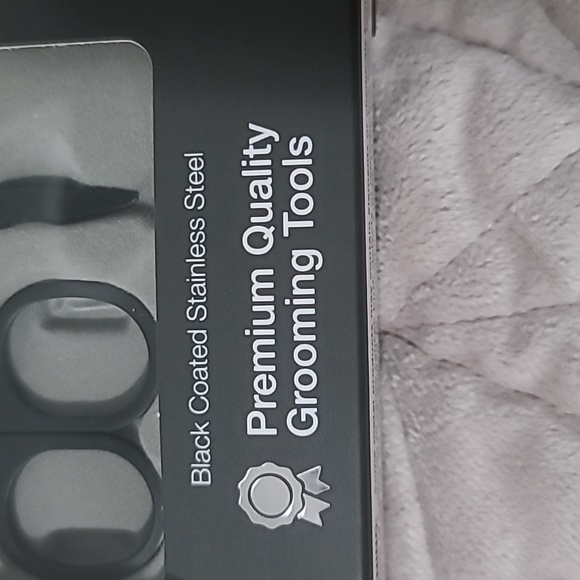 Black Coated Stainless Steel
Premium Quality
Grooming Tools